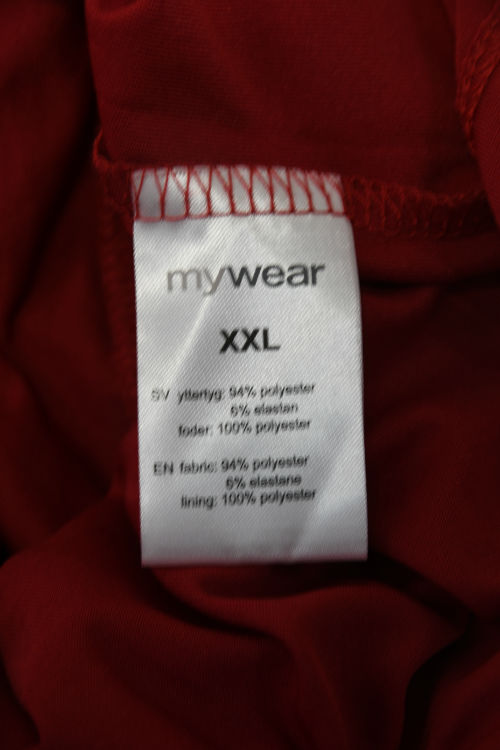 mywear
XXL
SV yttertyg: 94% polyester
6% elastan
foder: 100% polyester
EN fabric: 94% polyester
6% elastane
lining: 100% polyester